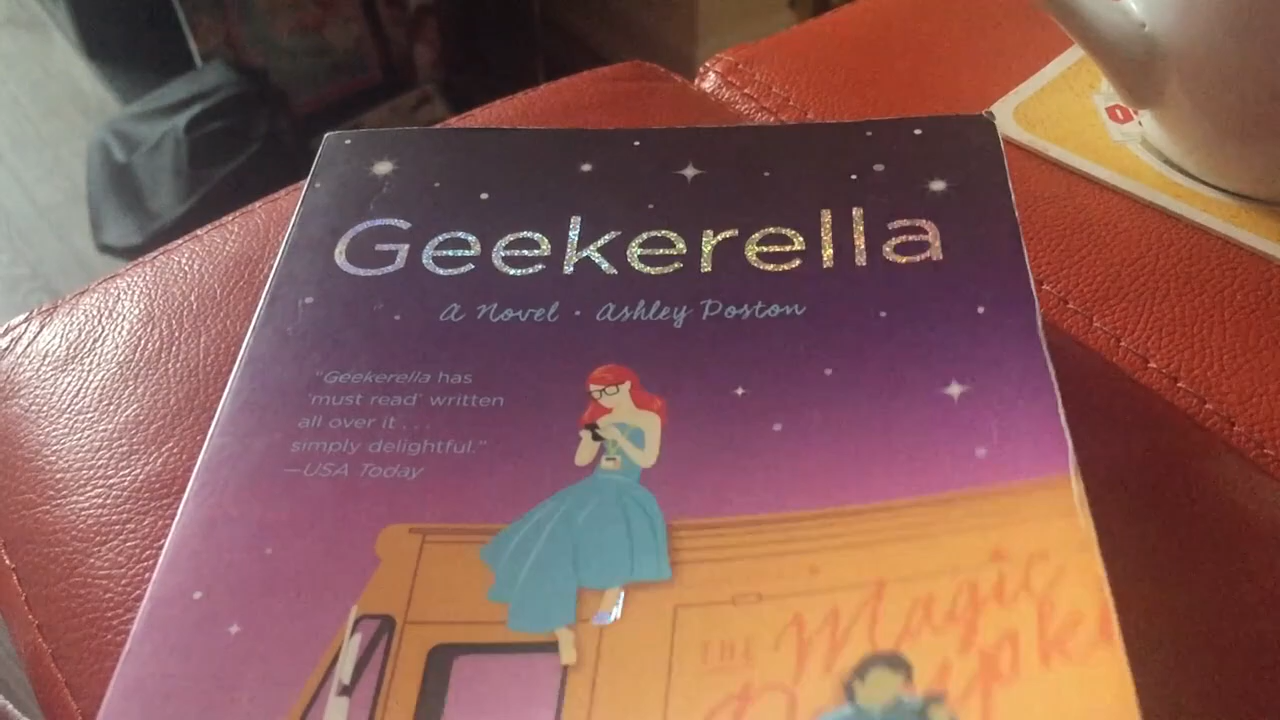 Geekerella
A Novel · Ashley Poston
"Geekerella has
'must read' written
all over it ...
simply delightful."
—USA Today
THE Magic